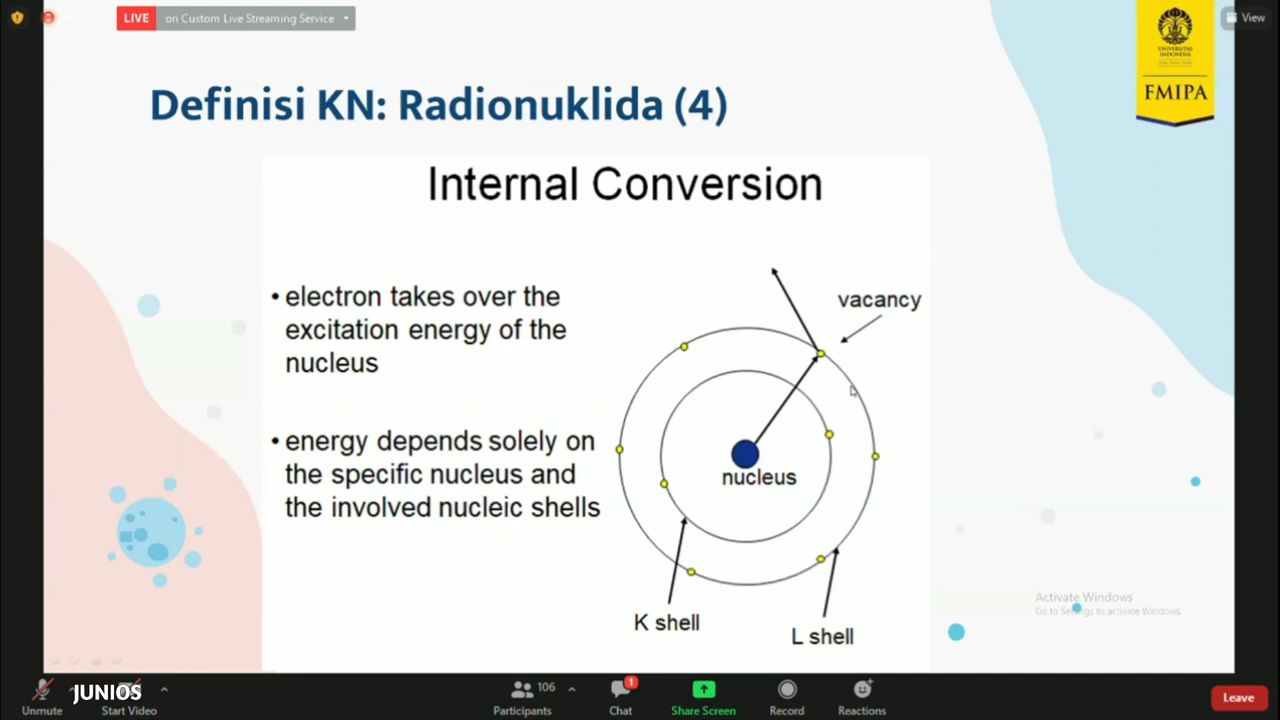 LIVE on Custom Live Streaming Service
View
UNIVERSITAS
INDONESIA
FMIPA
Definisi KN: Radionuklida (4)
Internal Conversion
• electron takes over the
excitation energy of the
nucleus
• energy depends solely on
the specific nucleus and
the involved nucleic shells
vacancy
nucleus
K shell
L shell
Activate Windows
Go to Settings to activate Windows.
JUNIOS
Unmute
Start Video
106
Participants
1
Chat
Share Screen
Record
Reactions
Leave